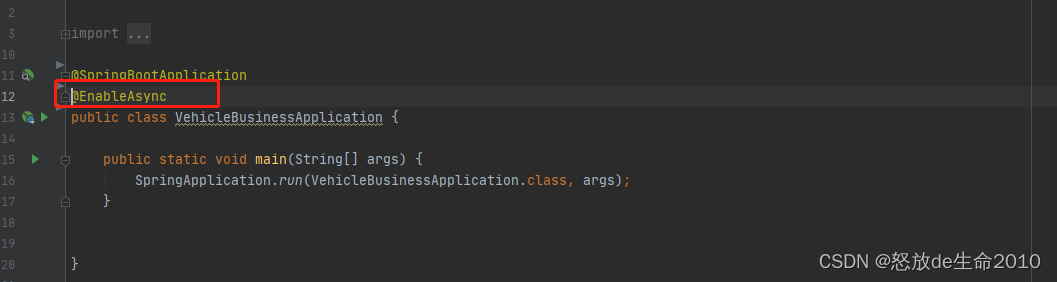 2
3 import ...
10
11 @SpringBootApplication
12 @EnableAsync
13 public class VehicleBusinessApplication {
14
15 public static void main(String[] args) {
16 SpringApplication.run(VehicleBusinessApplication.class, args);
17 }
18
19
20 }
CSDN @怒放de生命2010